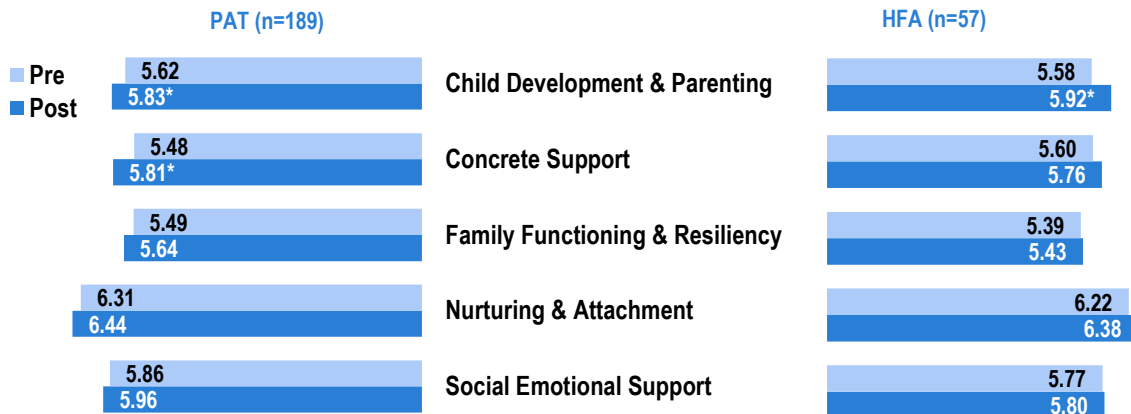 PAT (n=189)
HFA (n=57)
Pre
Post
5.62
5.83*
Child Development & Parenting
5.58
5.92*
5.48
5.81*
Concrete Support
5.60
5.76
5.49
5.64
Family Functioning & Resiliency
5.39
5.43
6.31
6.44
Nurturing & Attachment
6.22
6.38
5.86
5.96
Social Emotional Support
5.77
5.80